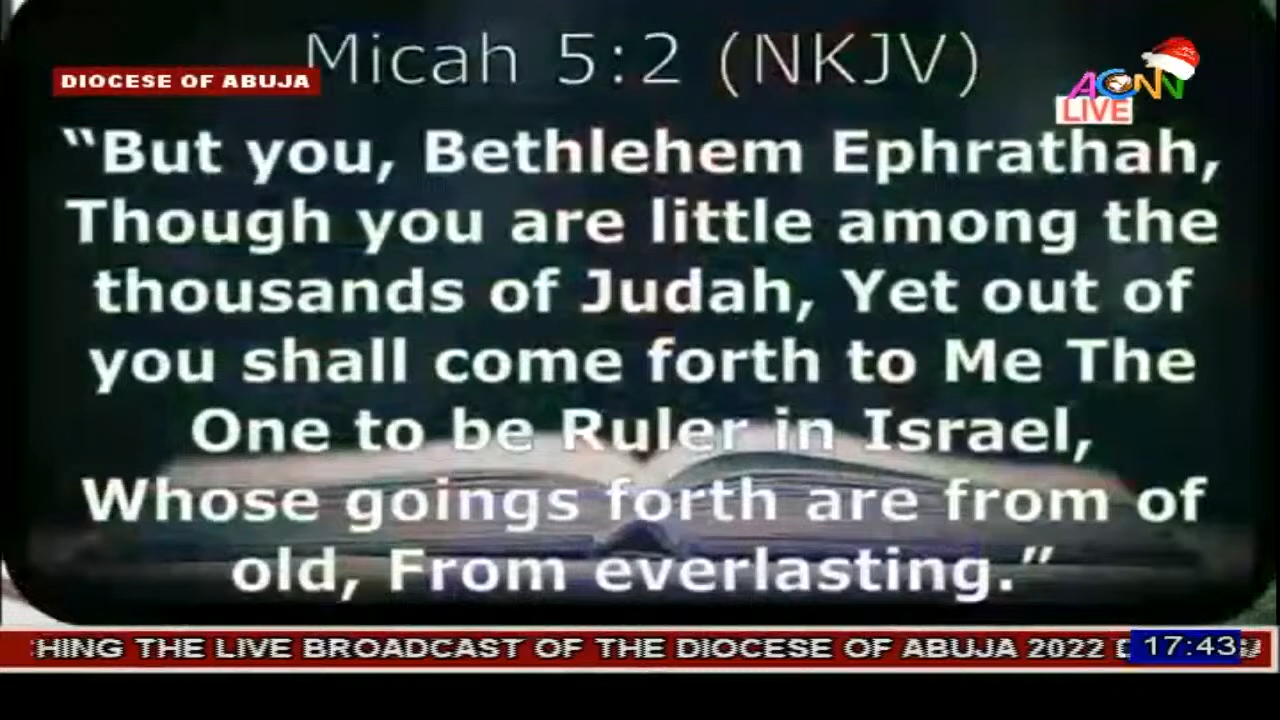 Micah 5:2 (NKJV)
DIOCESE OF ABUJA
ACNN
LIVE
“But you, Bethlehem Ephrathah,
Though you are little among the
thousands of Judah, Yet out of
you shall come forth to Me The
One to be Ruler in Israel,
Whose goings forth are from of
old, From everlasting.”
HING THE LIVE BROADCAST OF THE DIOCESE OF ABUJA 2022
17:43